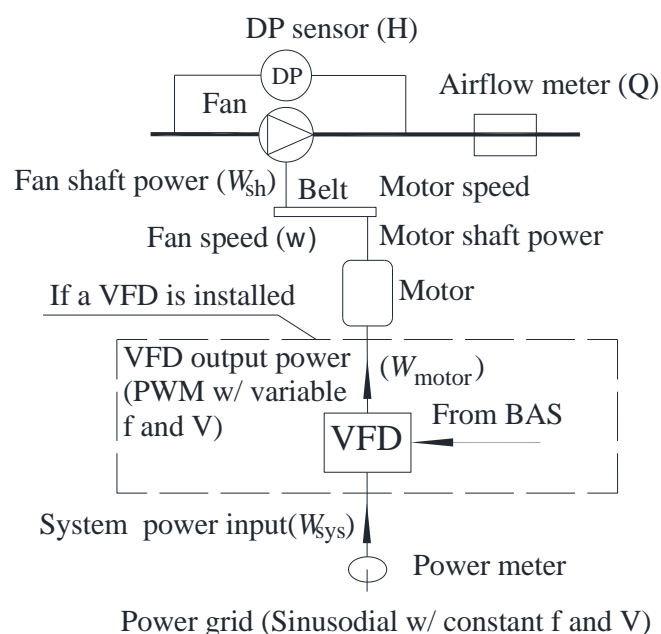 DP sensor (H)
DP
Fan
Airflow meter (Q)
Fan shaft power (Wsh)
Belt
Motor speed
Fan speed (w)
Motor shaft power
If a VFD is installed
Motor
VFD output power
(PWM w/ variable
f and V)
(Wmotor)
VFD
From BAS
System power input(Wsys)
Power meter
Power grid (Sinusodial w/ constant f and V)